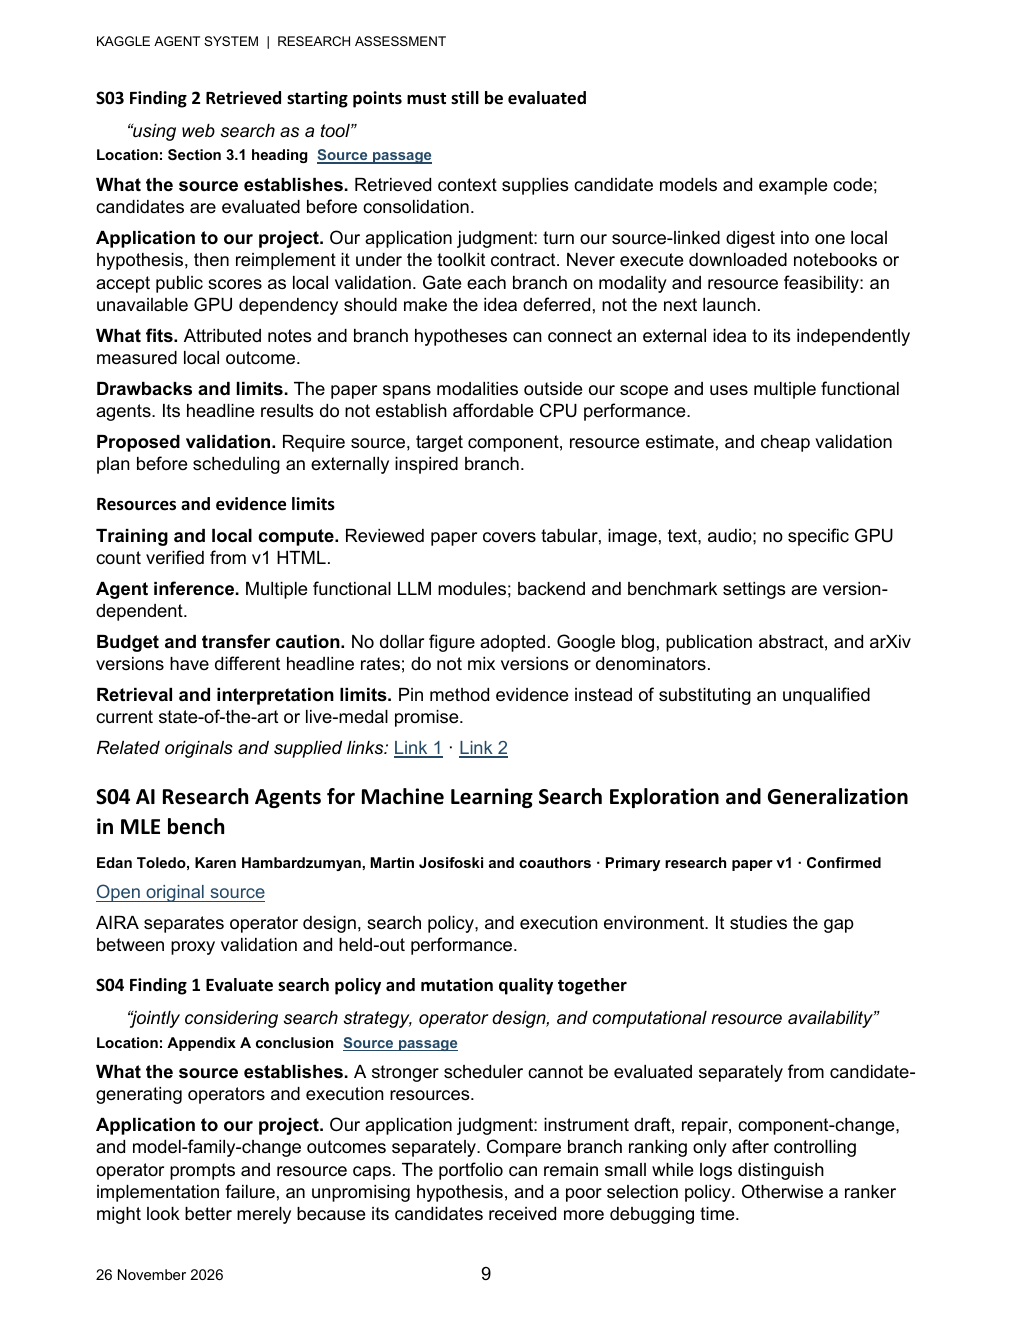 KAGGLE AGENT SYSTEM | RESEARCH ASSESSMENT
S03 Finding 2 Retrieved starting points must still be evaluated
“using web search as a tool”
Location: Section 3.1 heading Source passage
What the source establishes. Retrieved context supplies candidate models and example code;
candidates are evaluated before consolidation.
Application to our project. Our application judgment: turn our source-linked digest into one local
hypothesis, then reimplement it under the toolkit contract. Never execute downloaded notebooks or
accept public scores as local validation. Gate each branch on modality and resource feasibility: an
unavailable GPU dependency should make the idea deferred, not the next launch.
What fits. Attributed notes and branch hypotheses can connect an external idea to its independently
measured local outcome.
Drawbacks and limits. The paper spans modalities outside our scope and uses multiple functional
agents. Its headline results do not establish affordable CPU performance.
Proposed validation. Require source, target component, resource estimate, and cheap validation
plan before scheduling an externally inspired branch.
Resources and evidence limits
Training and local compute. Reviewed paper covers tabular, image, text, audio; no specific GPU
count verified from v1 HTML.
Agent inference. Multiple functional LLM modules; backend and benchmark settings are version-
dependent.
Budget and transfer caution. No dollar figure adopted. Google blog, publication abstract, and arXiv
versions have different headline rates; do not mix versions or denominators.
Retrieval and interpretation limits. Pin method evidence instead of substituting an unqualified
current state-of-the-art or live-medal promise.
Related originals and supplied links: Link 1 · Link 2
S04 AI Research Agents for Machine Learning Search Exploration and Generalization
in MLE bench
Edan Toledo, Karen Hambardzumyan, Martin Josifoski and coauthors · Primary research paper v1 · Confirmed
Open original source
AIRA separates operator design, search policy, and execution environment. It studies the gap
between proxy validation and held-out performance.
S04 Finding 1 Evaluate search policy and mutation quality together
“jointly considering search strategy, operator design, and computational resource availability”
Location: Appendix A conclusion Source passage
What the source establishes. A stronger scheduler cannot be evaluated separately from candidate-
generating operators and execution resources.
Application to our project. Our application judgment: instrument draft, repair, component-change,
and model-family-change outcomes separately. Compare branch ranking only after controlling
operator prompts and resource caps. The portfolio can remain small while logs distinguish
implementation failure, an unpromising hypothesis, and a poor selection policy. Otherwise a ranker
might look better merely because its candidates received more debugging time.
26 November 2026
9